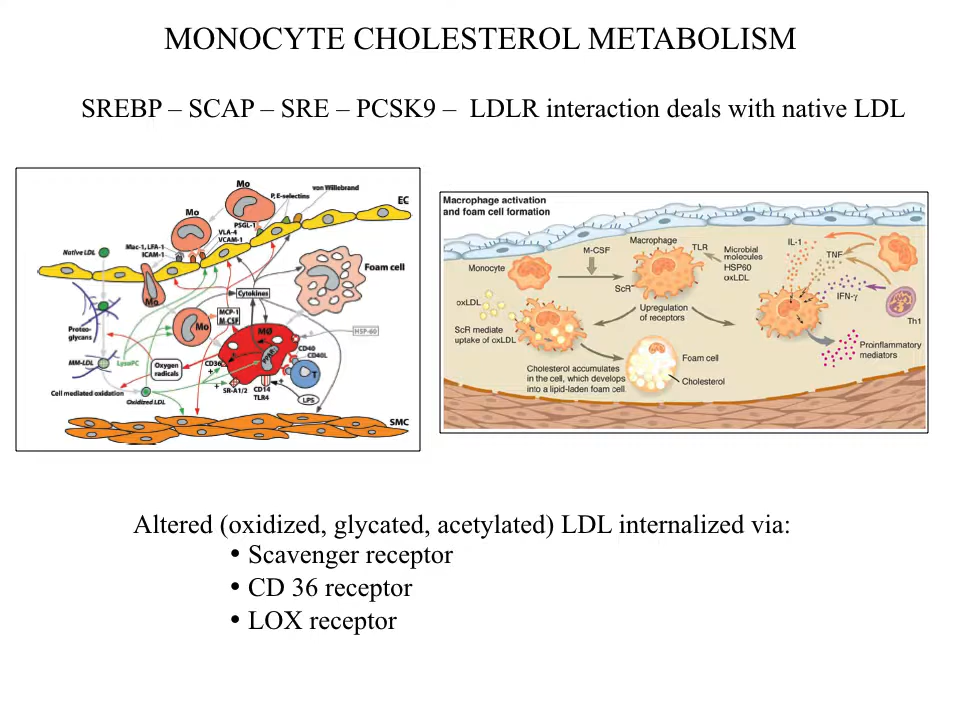 MONOCYTE CHOLESTEROL METABOLISM
SREBP – SCAP – SRE – PCSK9 – LDLR interaction deals with native LDL
Mo
P, E-selectins
von Willebrand
EC
Mo
PSGL-1
VLA-4
VCAM-1
Mac-1, LFA-1
ICAM-1
Native LDL
Foam cell
Mo
Cytokines
MCP-1
M-CSF
Mo
MØ
HSP-60
Proteo-
glycans
CD40
CD40L
MM-LDL
LysoPC
Oxygen
radicals
CD36
PPAR
T
SR-A1/2
CD14
TLR4
LPS
Cell mediated oxidation
Oxidized LDL
SMC
Macrophage activation
and foam cell formation
M-CSF
Macrophage
TLR
Microbial
molecules
HSP60
oxLDL
IL-1
TNF
Monocyte
ScR
IFN-γ
Th1
oxLDL
Upregulation
of receptors
ScR mediate
uptake of oxLDL
Proinflammatory
mediators
Foam cell
Cholesterol accumulates
in the cell, which develops
into a lipid-laden foam cell.
Cholesterol
Altered (oxidized, glycated, acetylated) LDL internalized via:
• Scavenger receptor
• CD 36 receptor
• LOX receptor